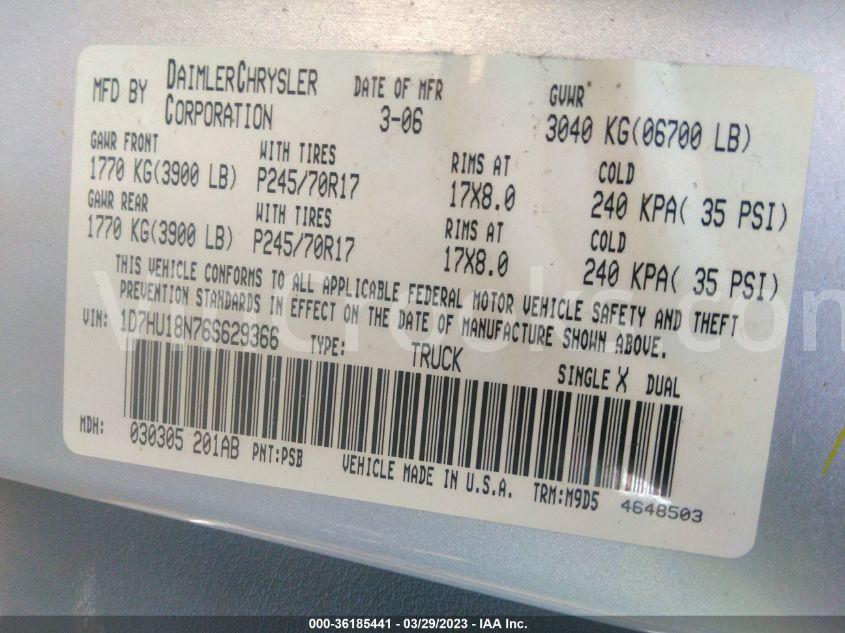 MFD BY DAIMLERCHRYSLER CORPORATION
DATE OF MFR 3-06
GVWR 3040 KG(06700 LB)
GAWR FRONT WITH TIRES RIMS AT COLD
1770 KG(3900 LB) P245/70R17 17X8.0 240 KPA( 35 PSI)
GAWR REAR WITH TIRES RIMS AT COLD
1770 KG(3900 LB) P245/70R17 17X8.0 240 KPA( 35 PSI)
THIS VEHICLE CONFORMS TO ALL APPLICABLE FEDERAL MOTOR VEHICLE SAFETY AND THEFT
PREVENTION STANDARDS IN EFFECT ON THE DATE OF MANUFACTURE SHOWN ABOVE.
VIN: 1D7HU18N76S629366 TYPE: TRUCK SINGLE X DUAL
MDH: 030305 201AB PNT:PSB VEHICLE MADE IN U.S.A. TRM:M9D5 4648503
000-36185441 - 03/29/2023 - IAA Inc.